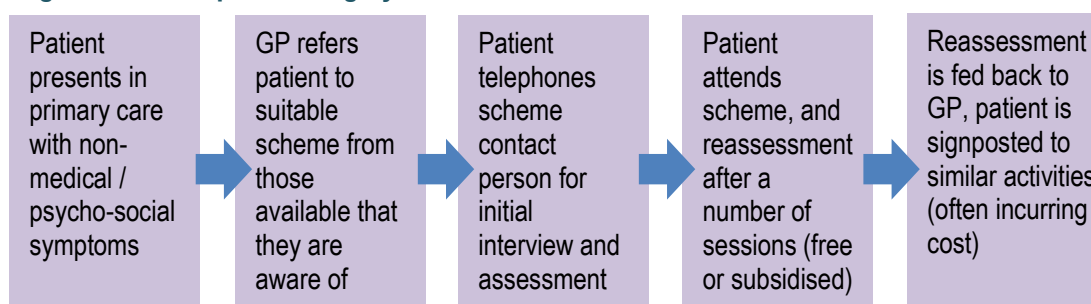 Patient
presents in
primary care
with non-
medical /
psycho-social
symptoms
GP refers
patient to
suitable
scheme from
those
available that
they are
aware of
Patient
telephones
scheme
contact
person for
initial
interview and
assessment
Patient
attends
scheme, and
reassessment
after a
number of
sessions (free
or subsidised)
Reassessment
is fed back to
GP, patient is
signposted to
similar activities
(often incurring
cost)